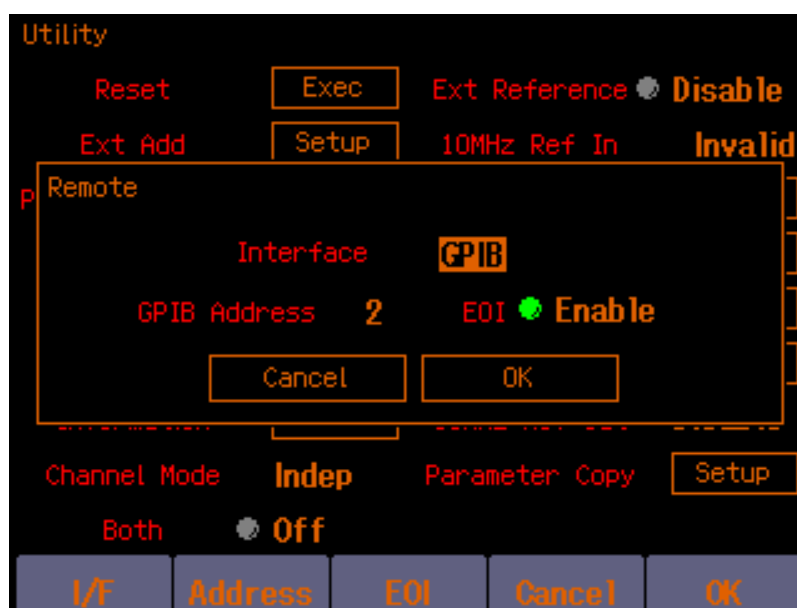 Utility
Reset Exec Ext Reference Disable
Ext Add Setup 10MHz Ref In Invalid
P
Remote
Interface GPIB
GPIB Address 2 EOI Enable
Cancel OK
Channel Mode Indep Parameter Copy Setup
Both Off
I/F Address EOI Cancel OK